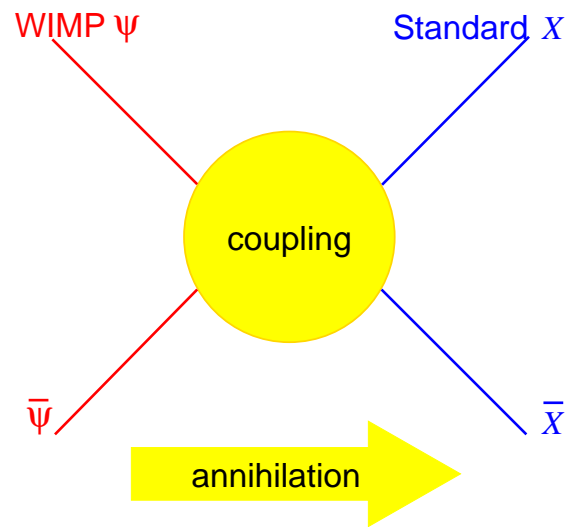 WIMP ψ
Standard X
coupling
ψ̅
X̅
annihilation